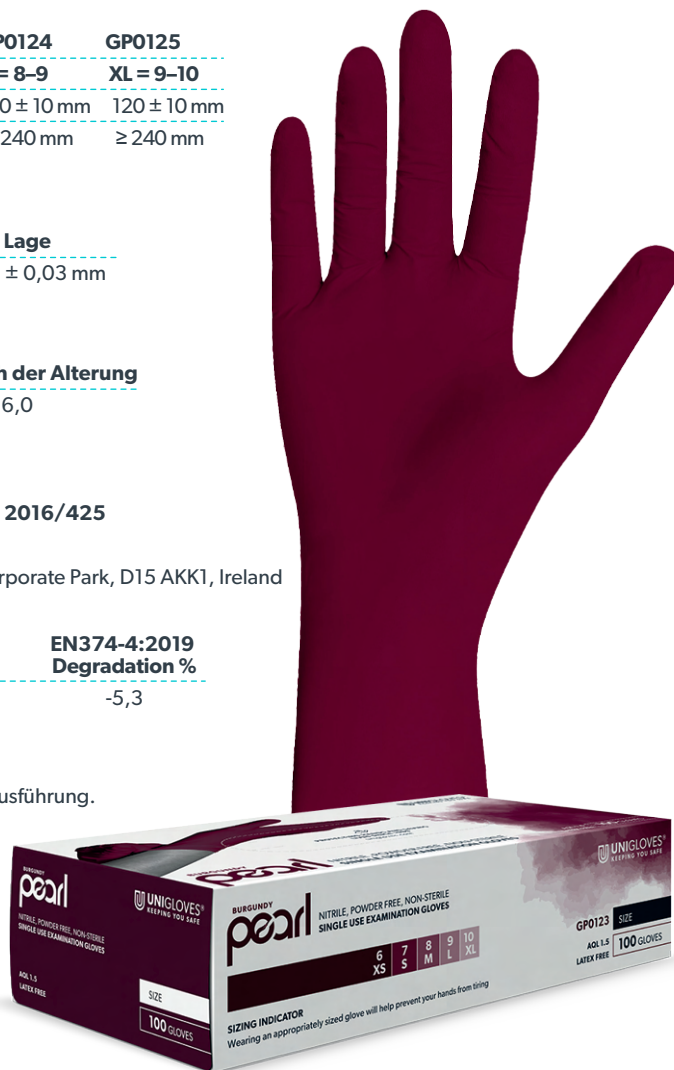 P0124 GP0125
= 8–9 XL = 9–10
0 ± 10 mm 120 ± 10 mm
240 mm ≥ 240 mm
Lage
± 0,03 mm
der Alterung
6,0
2016/425
rporate Park, D15 AKK1, Ireland
EN374-4:2019
Degradation %
-5,3
usführung.
BURGUNDY
pearl
NITRILE, POWDER FREE, NON-STERILE
SINGLE USE EXAMINATION GLOVES
AQL 1.5
LATEX FREE
UNIGLOVES®
KEEPING YOU SAFE
SIZE
100 GLOVES
pearl
UNIGLOVES®
KEEPING YOU SAFE
BURGUNDY
pearl
NITRILE, POWDER FREE, NON-STERILE
SINGLE USE EXAMINATION GLOVES
6 7 8 9 10
XS S M L XL
GP0123 SIZE
AQL 1.5
LATEX FREE
100 GLOVES
SIZING INDICATOR
Wearing an appropriately sized glove will help prevent your hands from tiring